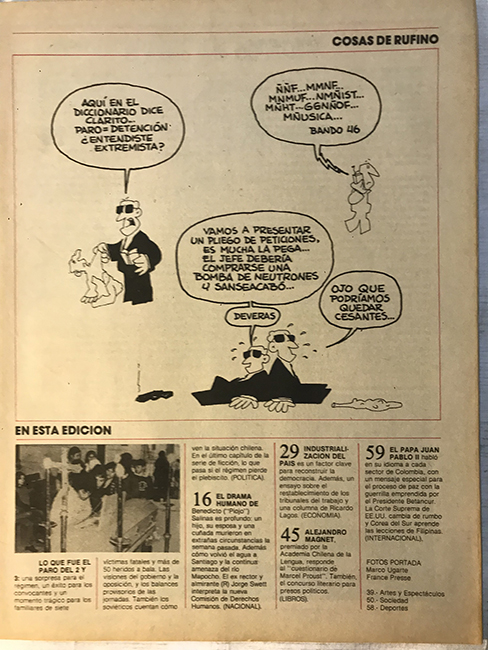 COSAS DE RUFINO
AQUÍ EN EL
DICCIONARIO DICE
CLARITO...
PARO = DETENCIÓN
¿ENTENDISTE
EXTREMISTA?
ÑÑF... MMNF...
MNMUF...NMÑIST...
MÑHT...GGNÑOF...
MÑUSICA...
BANDO 46
VAMOS A PRESENTAR
UN PLIEGO DE PETICIONES,
ES MUCHA LA PEGA...
EL JEFE DEBERÍA
COMPRARSE UNA
BOMBA DE NEUTRONES
Y SANSEACABÓ...
DEVERAS
OJO QUE
PODRÍAMOS
QUEDAR
CESANTES...
EN ESTA EDICION
LO QUE FUE EL
PARO DEL 2 Y
3: una sorpresa para el
régimen, un éxito para los
convocantes y un
momento trágico para los
familiares de siete
víctimas fatales y más de
50 heridos a bala. Las
visiones del gobierno y la
oposición, y los balances
provisorios de las
jornadas. También los
soviéticos cuentan cómo
ven la situación chilena.
En el último capítulo de la
serie de ficción, lo que
pasa si el régimen pierde
el plebiscito. (POLITICA).
16 EL DRAMA
HUMANO DE
Benedicto ("Pipo")
Salinas es profundo: un
hijo, su esposa y una
cuñada murieron en
extrañas circunstancias la
semana pasada. Además
cómo volvió el agua a
Santiago y la continua
amenaza del río
Mapocho. El ex rector y
almirante (R) Jorge Swett
interpreta la nueva
Comisión de Derechos
Humanos. (NACIONAL).
29 INDUSTRIALI-
ZACION DEL
PAIS es un factor clave
para reconstruir la
democracia. Además, un
ensayo sobre el
restablecimiento de los
tribunales del trabajo y
una columna de Ricardo
Lagos. (ECONOMIA).
45 ALEJANDRO
MAGNET,
premiado por la
Academia Chilena de la
Lengua, responde
al "cuestionario de
Marcel Proust". También,
el concurso literario para
presos políticos.
(LIBROS).
59 EL PAPA JUAN
PABLO II habló
en su idioma a cada
sector de Colombia, con
un mensaje especial para
el proceso de paz con la
guerrilla emprendida por
el Presidente Betancur.
La Corte Suprema de
EE.UU. cambia de rumbo
y Corea del Sur aprende
las lecciones de Filipinas.
(INTERNACIONAL).
FOTOS PORTADA
Marco Ugarte
France Presse
39.- Artes y Espectáculos
50.- Sociedad
58.- Deportes